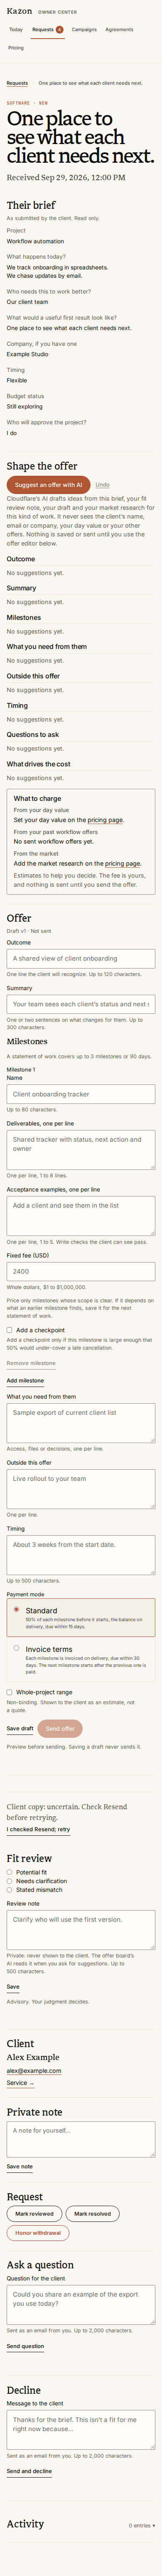 Kazon OWNER CENTER
Today Requests 4 Campaigns Agreements
Pricing
Requests One place to see what each client needs next.
SOFTWARE · NEW
One place to
see what each
client needs next.
Received Sep 29, 2026, 12:00 PM
Their brief
As submitted by the client. Read only.
Project
Workflow automation
What happens today?
We track onboarding in spreadsheets.
We chase updates by email.
Who needs this to work better?
Our client team
What would a useful first result look like?
One place to see what each client needs next.
Company, if you have one
Example Studio
Timing
Flexible
Budget status
Still exploring
Who will approve the project?
I do
Shape the offer
Suggest an offer with AI Undo
Cloudflare's AI drafts ideas from this brief, your fit
review note, your draft and your market research for
this kind of work. It never sees the client's name,
email or company, your day value or your other
offers. Nothing is saved or sent until you use the
offer editor below.
Outcome
No suggestions yet.
Summary
No suggestions yet.
Milestones
No suggestions yet.
What you need from them
No suggestions yet.
Outside this offer
No suggestions yet.
Timing
No suggestions yet.
Questions to ask
No suggestions yet.
What drives the cost
No suggestions yet.
What to charge
From your day value
Set your day value on the pricing page.
From your past workflow offers
No sent workflow offers yet.
From the market
Add the market research on the pricing page.
Estimates to help you decide. The fee is yours,
and nothing is sent until you send the offer.
Offer
Draft v1 · Not sent
Outcome
A shared view of client onboarding
One line the client will recognize. Up to 120 characters.
Summary
Your team sees each client's status and next s
One or two sentences on what changes for them. Up to
300 characters.
Milestones
A statement of work covers up to 3 milestones or 90 days.
Milestone 1
Name
Client onboarding tracker
Up to 80 characters.
Deliverables, one per line
Shared tracker with status, next action and
owner
One per line, 1 to 8 lines.
Acceptance examples, one per line
Add a client and see them in the list
One per line, 1 to 5. Write checks the client can see pass.
Fixed fee (USD)
2400
Whole dollars, $1 to $1,000,000.
Price only milestones whose scope is clear. If it depends on
what an earlier milestone finds, save it for the next
statement of work.
Add a checkpoint
Add a checkpoint only if this milestone is large enough that
50% would under-cover a late cancellation.
Remove milestone
Add milestone
What you need from them
Sample export of current client list
Access, files or decisions, one per line.
Outside this offer
Live rollout to your team
One per line.
Timing
About 3 weeks from the start date.
Up to 500 characters.
Payment mode
Standard
50% of each milestone before it starts, the balance on
delivery, due within 15 days.
Invoice terms
Each milestone is invoiced on delivery, due within 30
days. The next milestone starts after the previous one is
paid.
Whole-project range
Non-binding. Shown to the client as an estimate, not
a quote.
Save draft Send offer
Preview before sending. Saving a draft never sends it.
Client copy: uncertain. Check Resend
before retrying.
I checked Resend; retry
Fit review
Potential fit
Needs clarification
Stated mismatch
Review note
Clarify who will use the first version.
Private: never shown to the client. The offer board's
AI reads it when you ask for suggestions. Up to
500 characters.
Save
Advisory. Your judgment decides.
Client
Alex Example
alex@example.com
Service →
Private note
A note for yourself...
Save note
Request
Mark reviewed Mark resolved
Honor withdrawal
Ask a question
Question for the client
Could you share an example of the export
you use today?
Sent as an email from you. Up to 2,000 characters.
Send question
Decline
Message to the client
Thanks for the brief. This isn't a fit for me
right now because...
Sent as an email from you. Up to 2,000 characters.
Send and decline
Activity 0 entries ▾